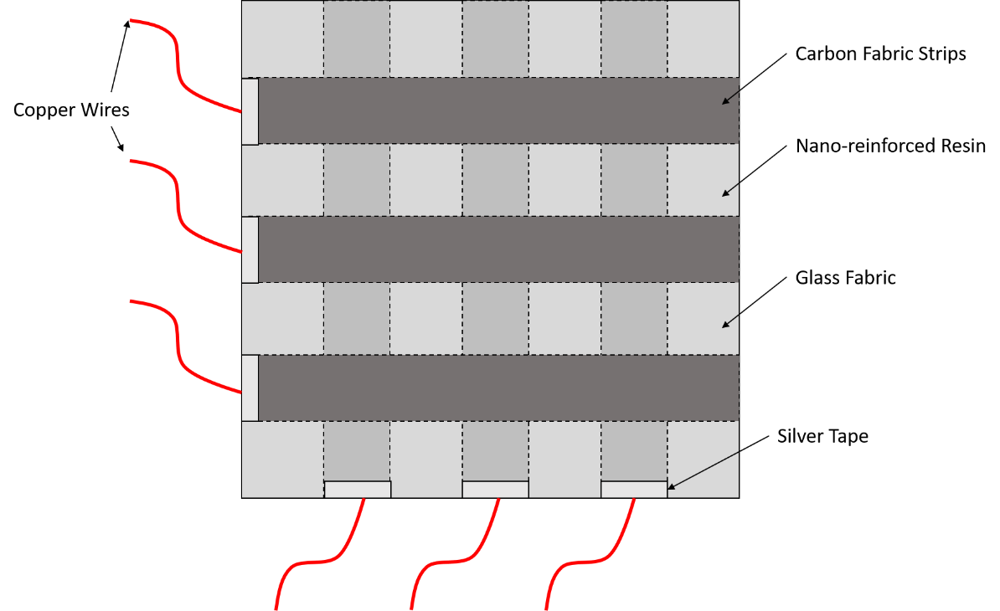 Carbon Fabric Strips
Copper Wires
Nano-reinforced Resin
Glass Fabric
Silver Tape